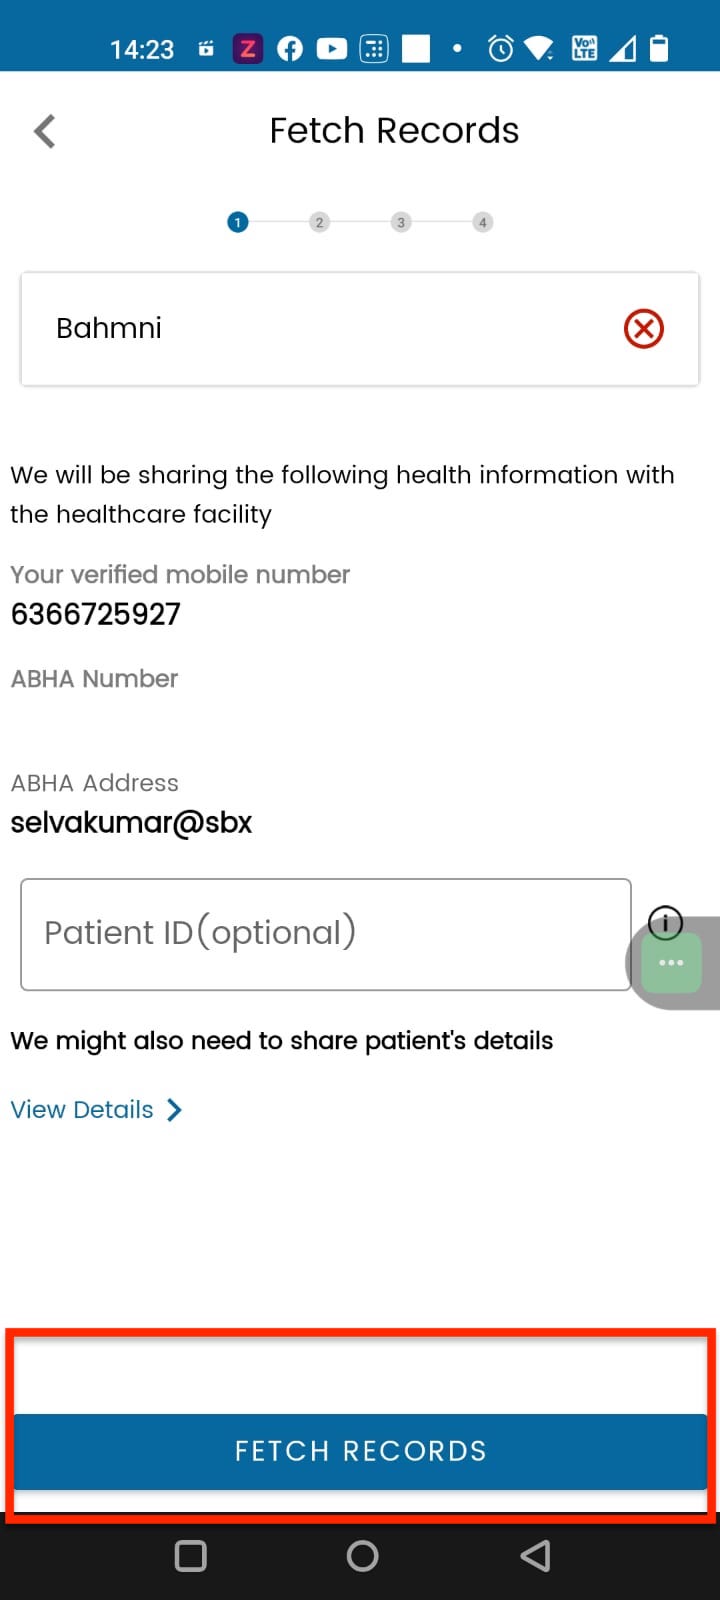 14:23
Z
Vo))
LTE
Fetch Records
1 2 3 4
Bahmni
We will be sharing the following health information with
the healthcare facility
Your verified mobile number
6366725927
ABHA Number
ABHA Address
selvakumar@sbx
Patient ID(optional)
i
We might also need to share patient's details
View Details
FETCH RECORDS